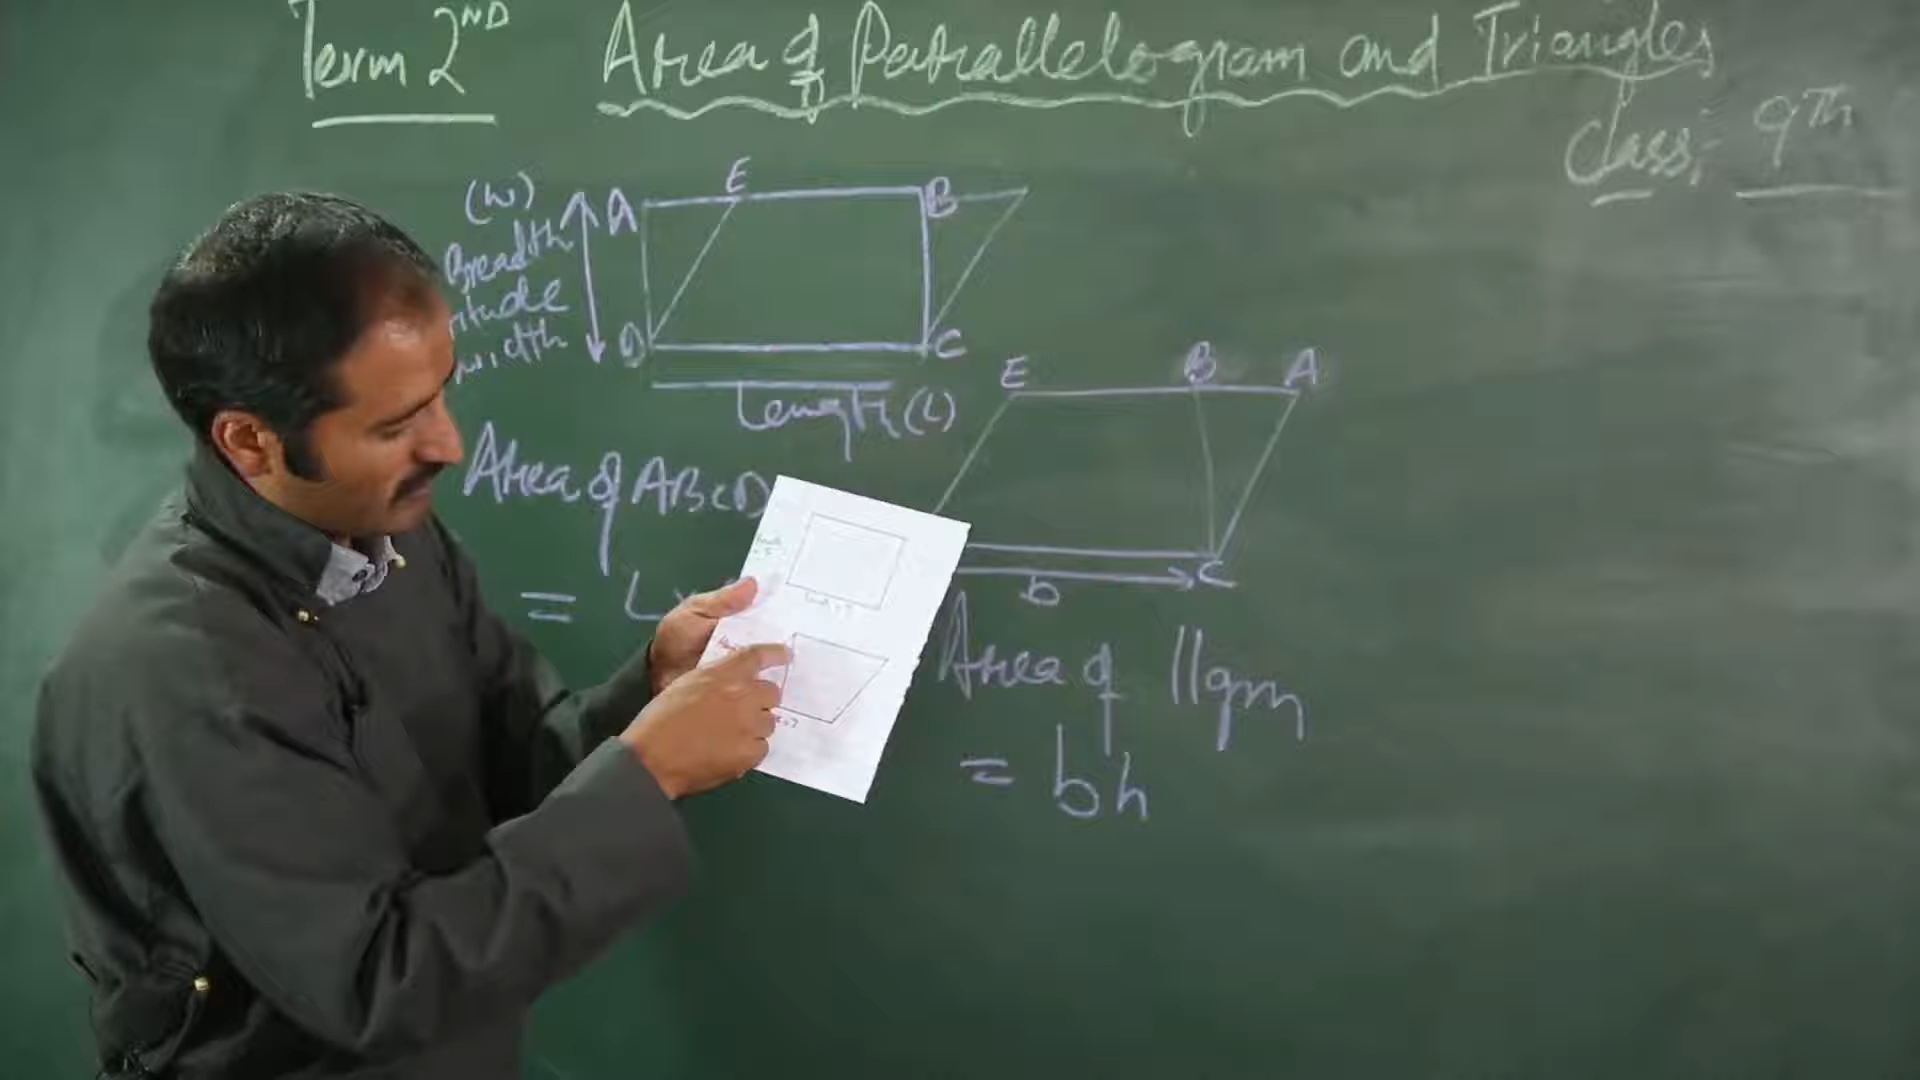 Term 2ND
Area of Parallelogram and Triangles
Class:- 9Th
(w)
Breadth
width
A E B
D C
Length (L)
Area of ABCD
= L
E B A
b C
Area of ||gm
= bh